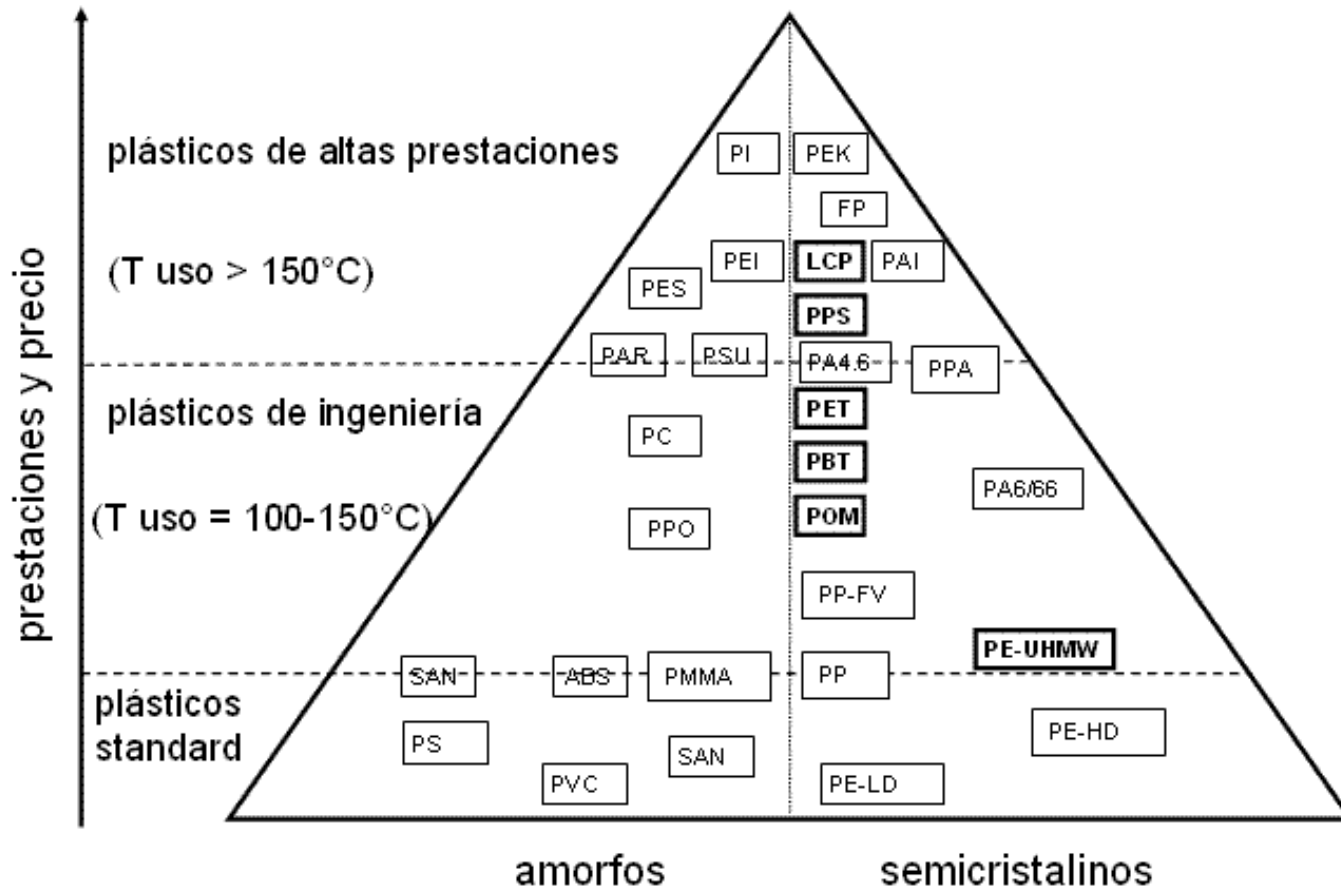 prestaciones y precio
plásticos de altas prestaciones
(T uso > 150°C)
plásticos de ingeniería
(T uso = 100-150°C)
plásticos
standard
PI
PEK
FP
PEI
LCP
PAI
PES
PPS
PAR
PSU
PA4.6
PPA
PET
PC
PBT
PA6/66
PPO
POM
PP-FV
PE-UHMW
SAN
ABS
PMMA
PP
PS
SAN
PE-HD
PVC
PE-LD
amorfos
semicristalinos